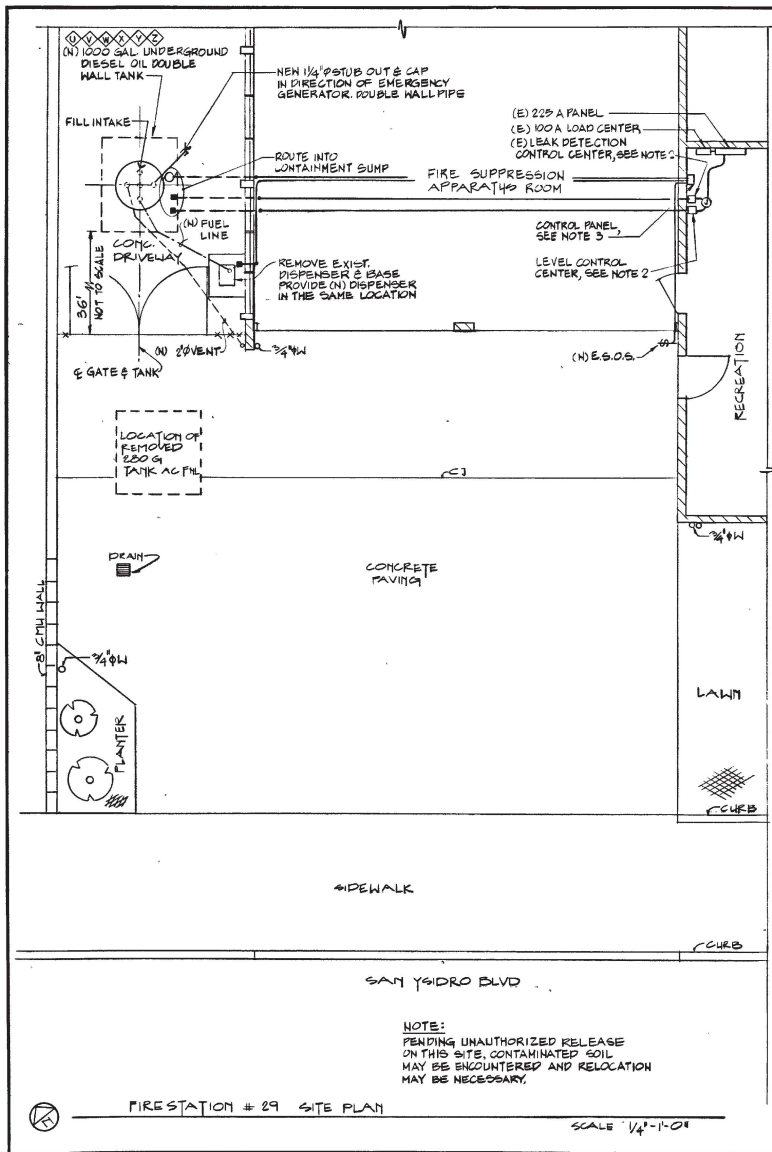 U V W X Y Z
(N) 1000 GAL. UNDERGROUND
DIESEL OIL DOUBLE
WALL TANK
NEW 1 1/4" Φ STUB OUT & CAP
IN DIRECTION OF EMERGENCY
GENERATOR. DOUBLE WALL PIPE
FILL INTAKE
(E) 225 A PANEL
(E) 100 A LOAD CENTER
(E) LEAK DETECTION
CONTROL CENTER, SEE NOTE 2
ROUTE INTO
CONTAINMENT SUMP
FIRE SUPPRESSION
APPARATUS ROOM
(N) FUEL
LINE
CONTROL PANEL,
SEE NOTE 3
CONC.
DRIVEWAY
LEVEL CONTROL
CENTER, SEE NOTE 2
REMOVE EXIST.
DISPENSER & BASE
PROVIDE (N) DISPENSER
IN THE SAME LOCATION
36'
NOT TO SCALE
(N) 2"Φ VENT
3/4"ΦW
(N) E.S.O.S.
℄ GATE & TANK
RECREATION
LOCATION OF
REMOVED
280 G
TANK AC
CJ
3/4"ΦW
DRAIN
CONCRETE
PAVING
8' CMU WALL
3/4"ΦW
PLANTER
LAWN
CURB
SIDEWALK
CURB
SAN YSIDRO BLVD
NOTE:
PENDING UNAUTHORIZED RELEASE
ON THIS SITE, CONTAMINATED SOIL
MAY BE ENCOUNTERED AND RELOCATION
MAY BE NECESSARY.
FIRESTATION # 29 SITE PLAN
SCALE 1/4"-1'-0"